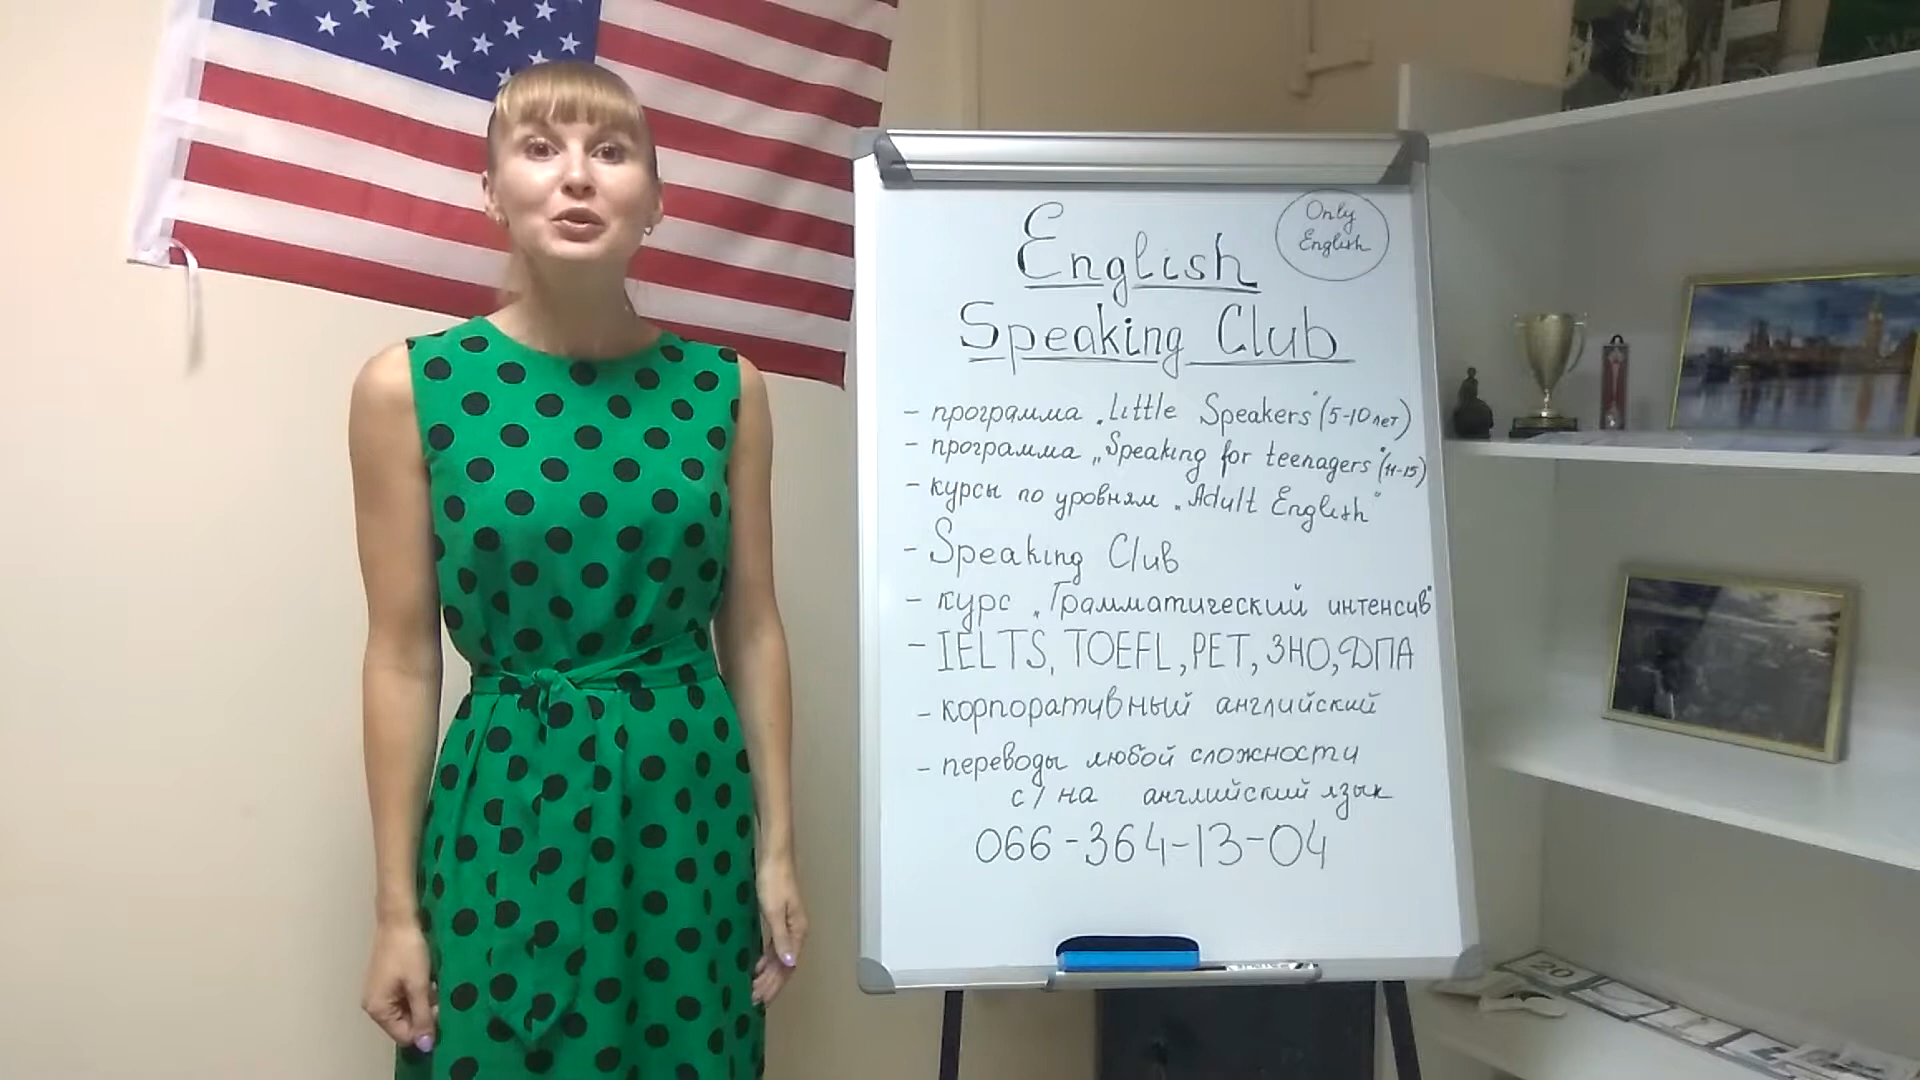 Only
English
English
Speaking Club
- программа „Little Speakers" (5-10 лет)
- программа „Speaking for teenagers" (11-15)
- курсы по уровням „Adult English"
- Speaking Club
- курс „Грамматический интенсив"
- IELTS, TOEFL, PET, ЗНО, ДПА
- корпоративный английский
- переводы любой сложности
с / на английский язык
066-364-13-04
20